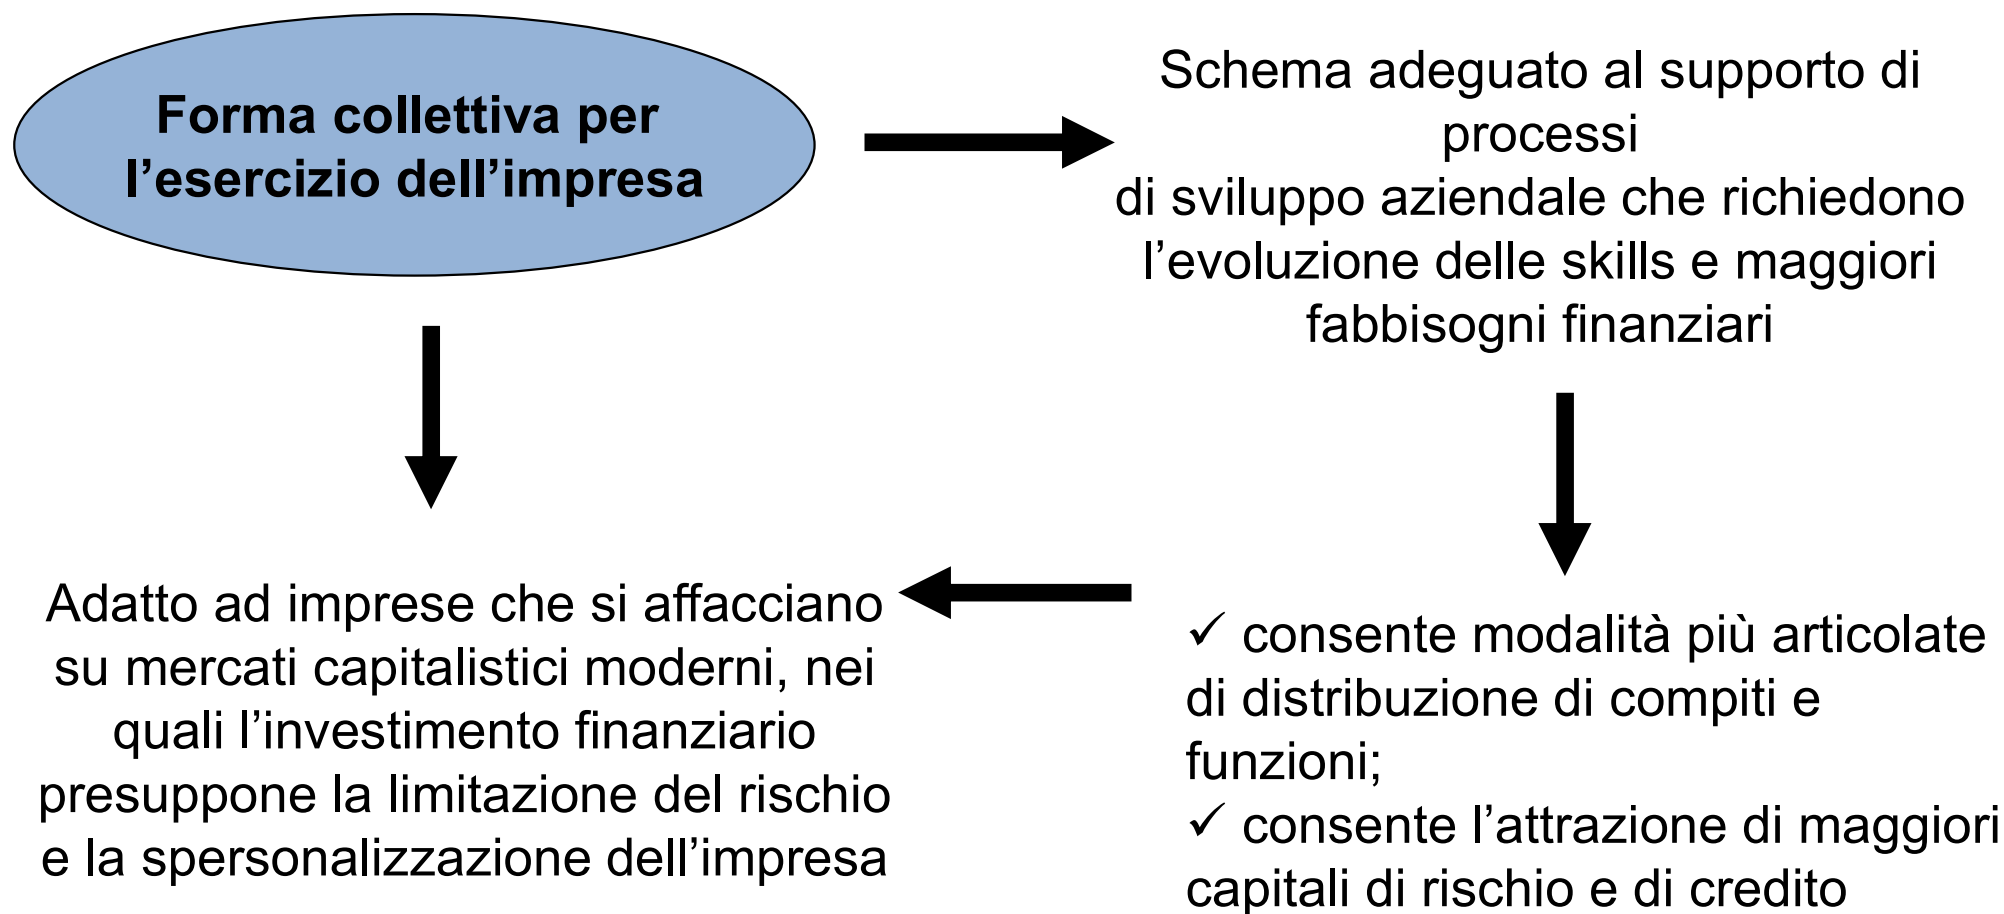 Forma collettiva per
l’esercizio dell’impresa
Schema adeguato al supporto di
processi
di sviluppo aziendale che richiedono
l’evoluzione delle skills e maggiori
fabbisogni finanziari
Adatto ad imprese che si affacciano
su mercati capitalistici moderni, nei
quali l’investimento finanziario
presuppone la limitazione del rischio
e la spersonalizzazione dell’impresa
✓ consente modalità più articolate
di distribuzione di compiti e
funzioni;
✓ consente l’attrazione di maggiori
capitali di rischio e di credito